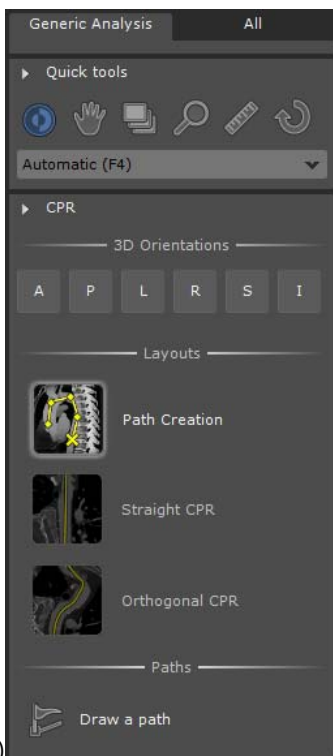 Generic Analysis All
Quick tools
Automatic (F4)
CPR
3D Orientations
A P L R S I
Layouts
Path Creation
Straight CPR
Orthogonal CPR
Paths
Draw a path
)